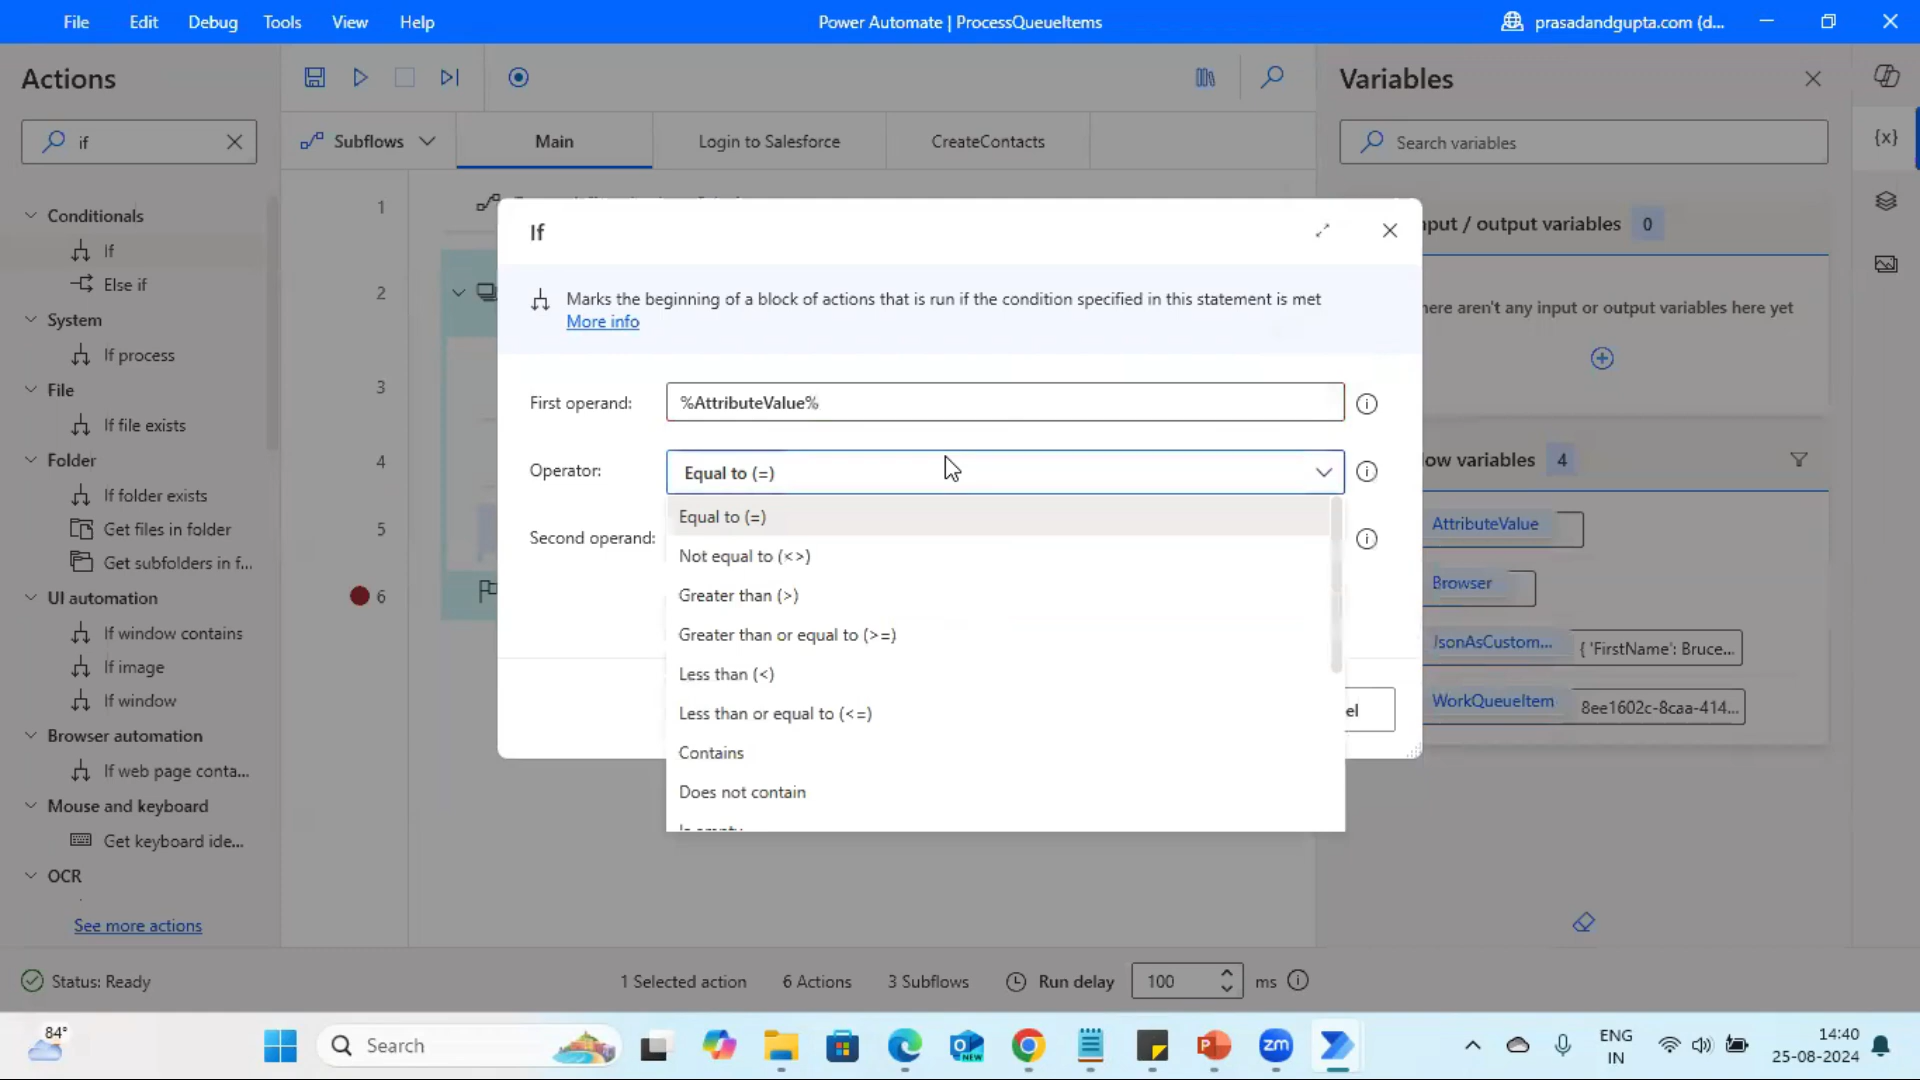 File Edit Debug Tools View Help
Power Automate | ProcessQueueItems
prasadandgupta.com (d...
Actions
if
Conditionals
If
Else if
System
If process
File
If file exists
Folder
If folder exists
Get files in folder
Get subfolders in f...
UI automation
If window contains
If image
If window
Browser automation
If web page conta...
Mouse and keyboard
Get keyboard ide...
OCR
See more actions
Subflows
Main
Login to Salesforce
CreateContacts
1
2
3
4
5
6
If
Marks the beginning of a block of actions that is run if the condition specified in this statement is met
More info
First operand: %AttributeValue%
Operator: Equal to (=)
Equal to (=)
Not equal to (<>)
Second operand:
Greater than (>)
Greater than or equal to (>=)
Less than (<)
Less than or equal to (<=)
Contains
Does not contain
Variables
{x}
Search variables
put / output variables 0
here aren't any input or output variables here yet
ow variables 4
AttributeValue
Browser
JsonAsCustom... { 'FirstName': Bruce...
WorkQueueItem 8ee1602c-8caa-414...
Status: Ready
1 Selected action 6 Actions 3 Subflows Run delay 100 ms
84°
Search
zm
ENG
IN
14:40
25-08-2024